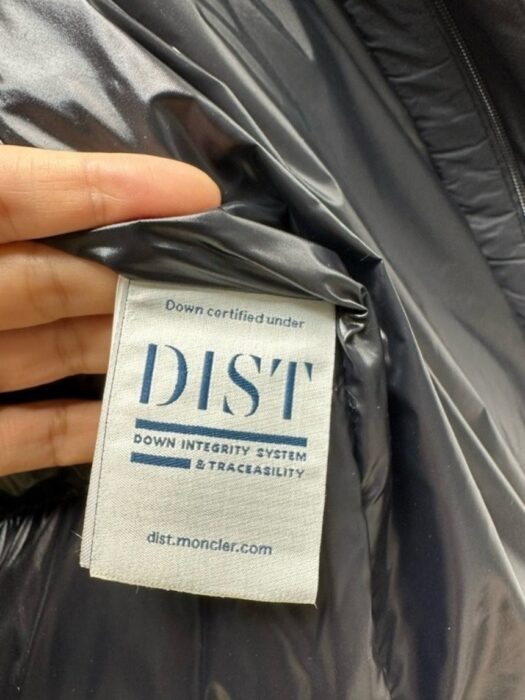 Down certified under
DIST
DOWN INTEGRITY SYSTEM
& TRACEABILITY
dist.moncler.com